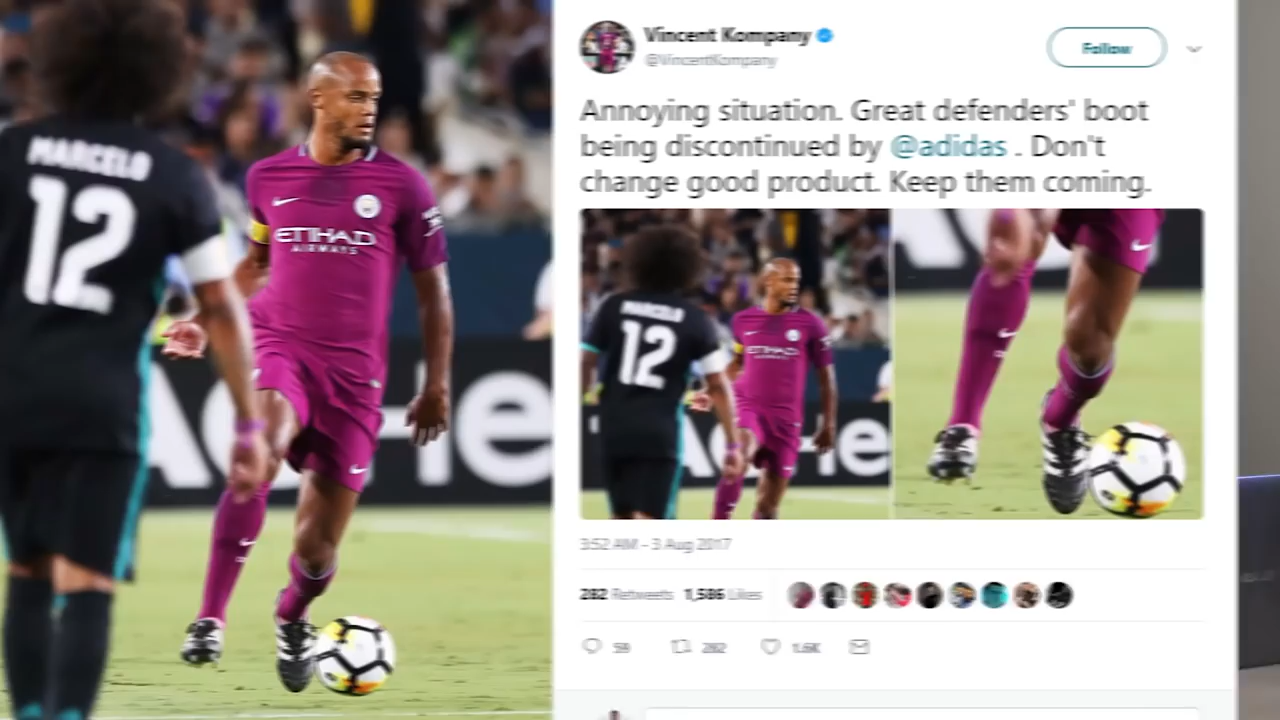 MARCELO
12
ETIHAD
AIRWAYS
Vincent Kompany
@VincentKompany
Follow
Annoying situation. Great defenders' boot
being discontinued by @adidas . Don't
change good product. Keep them coming.
MARCELO
12
ETIHAD
3:52 AM - 3 Aug 2017
282 Retweets 1,586 Likes
59 282 1.6K